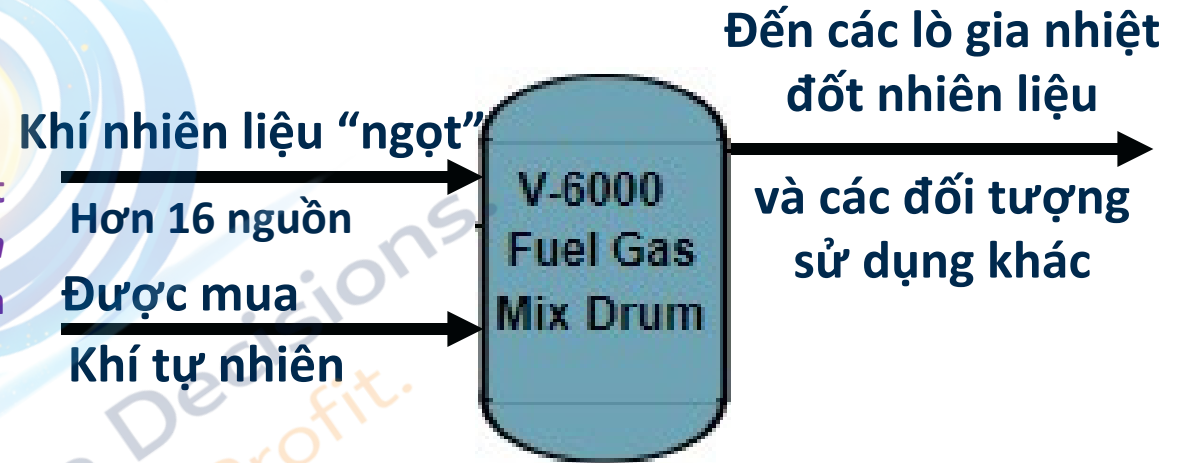 Đến các lò gia nhiệt
đốt nhiên liệu
Khí nhiên liệu “ngọt”
Hơn 16 nguồn
V-6000
Fuel Gas
Mix Drum
và các đối tượng
sử dụng khác
Được mua
Khí tự nhiên
Decisions.